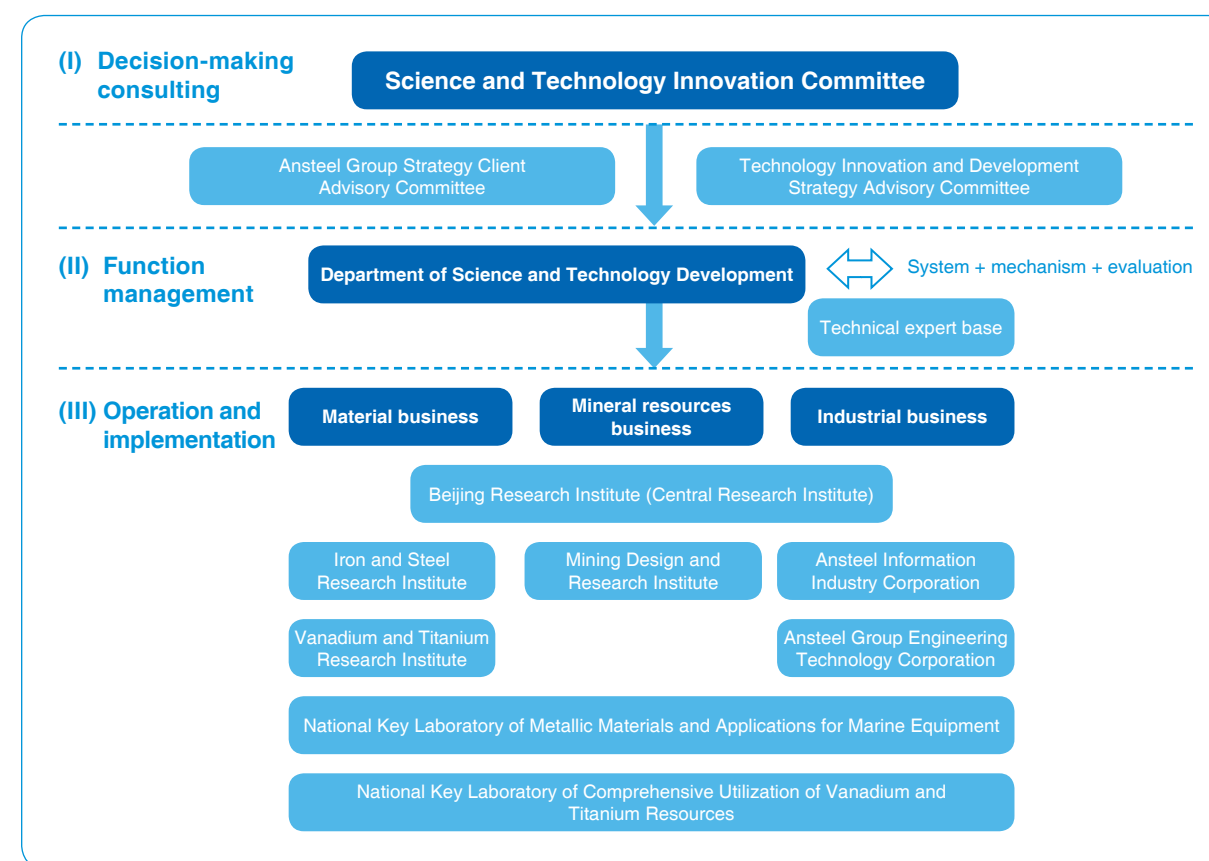 (I) Decision-making
consulting
Science and Technology Innovation Committee
Ansteel Group Strategy Client
Advisory Committee
Technology Innovation and Development
Strategy Advisory Committee
(II) Function
management
Department of Science and Technology Development
System + mechanism + evaluation
Technical expert base
(III) Operation and
implementation
Material business
Mineral resources
business
Industrial business
Beijing Research Institute (Central Research Institute)
Iron and Steel
Research Institute
Mining Design and
Research Institute
Ansteel Information
Industry Corporation
Vanadium and Titanium
Research Institute
Ansteel Group Engineering
Technology Corporation
National Key Laboratory of Metallic Materials and Applications for Marine Equipment
National Key Laboratory of Comprehensive Utilization of Vanadium and
Titanium Resources